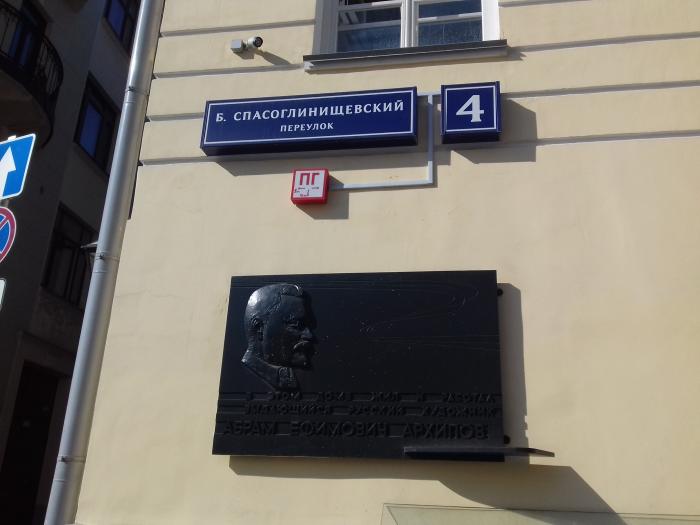 Б. СПАСОГЛИНИЩЕВСКИЙ
ПЕРЕУЛОК
4
ПГ
В ЭТОМ ДОМЕ ЖИЛ И РАБОТАЛ
ВЫДАЮЩИЙСЯ РУССКИЙ ХУДОЖНИК
АБРАМ ЕФИМОВИЧ АРХИПОВ